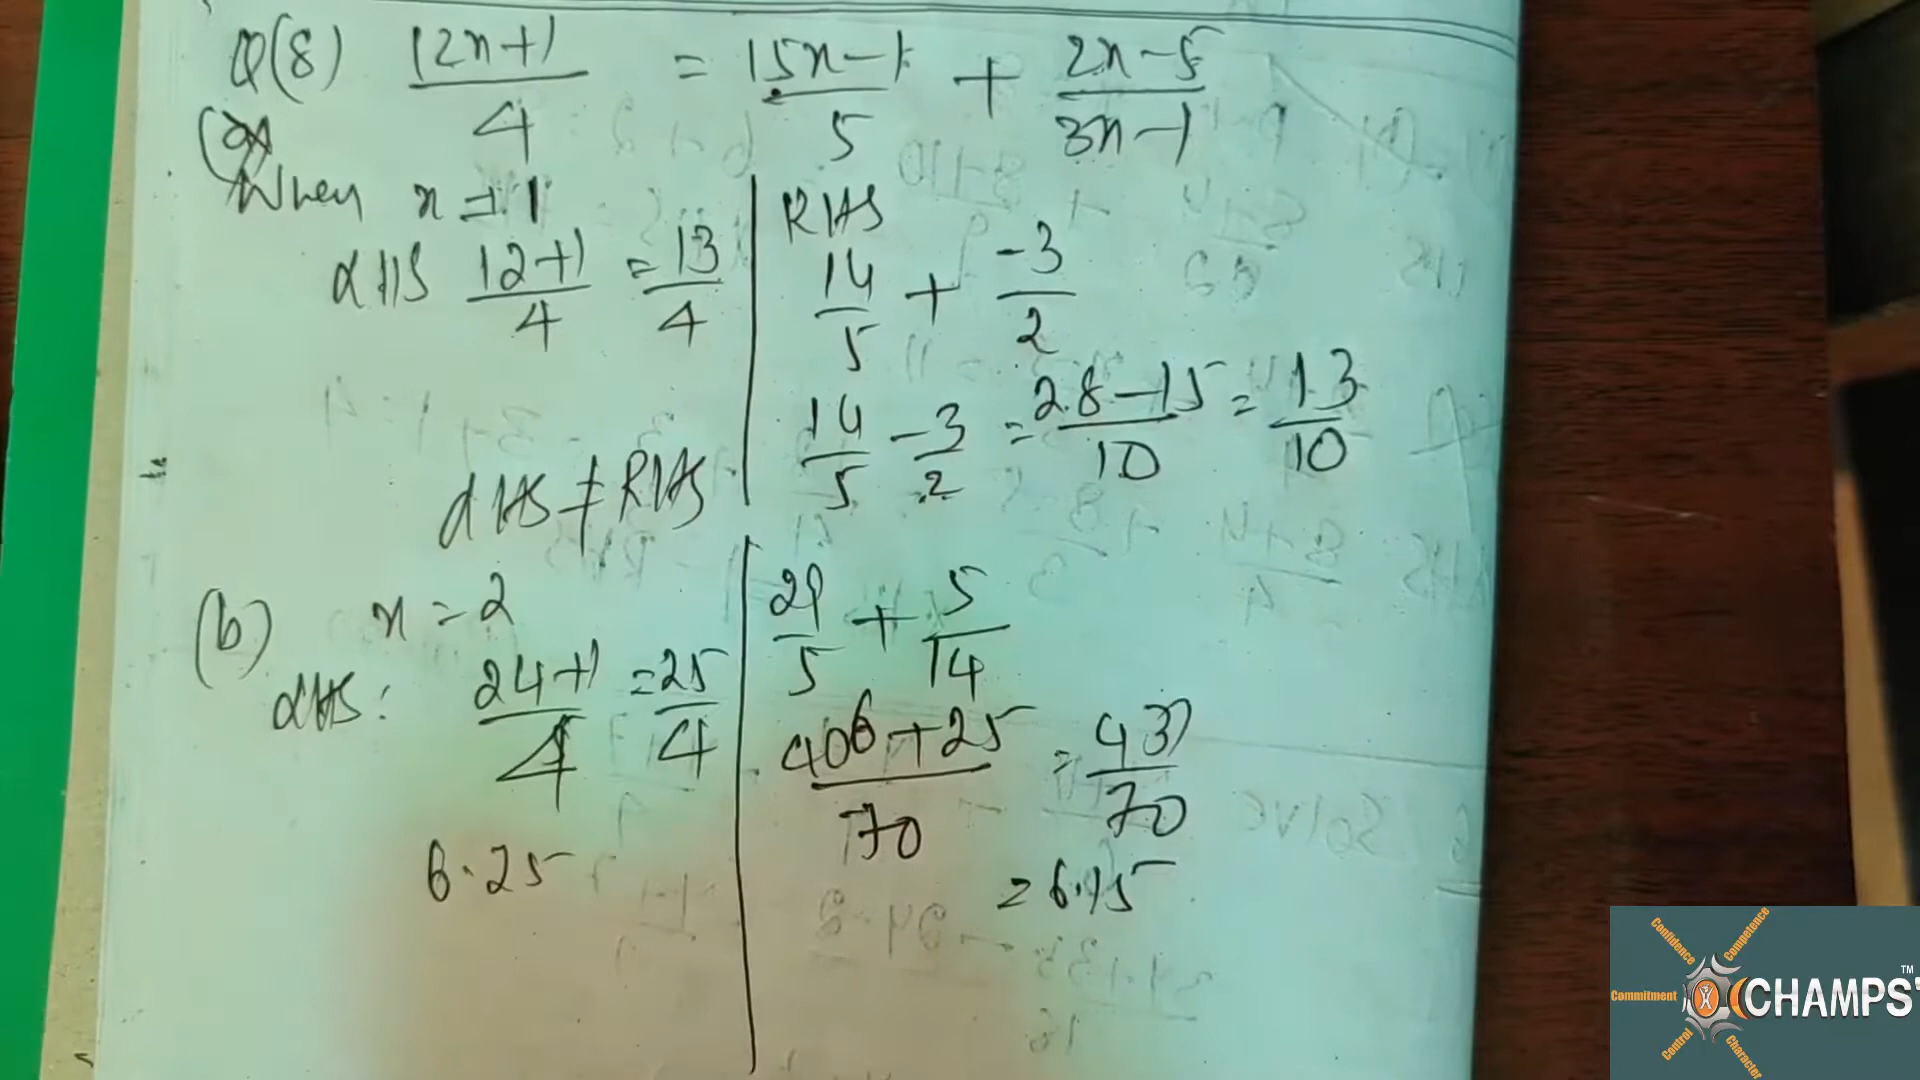 Q(8) 12x+1/4 = 15x-1/5 + 2x-5/3x-1
(a)
When x=1
LHS 12+1/4 = 13/4
RHS
14/5 + -3/2
14/5 - 3/2 = 28-15/10 = 13/10
LHS ≠ RHS
(b) x=2
LHS: 24+1/4 = 25/4
6.25
29/5 + 5/14
406+25/70 = 431/70
= 6.15
Confidence
Competence
Commitment
CHAMPS™
Control
Character